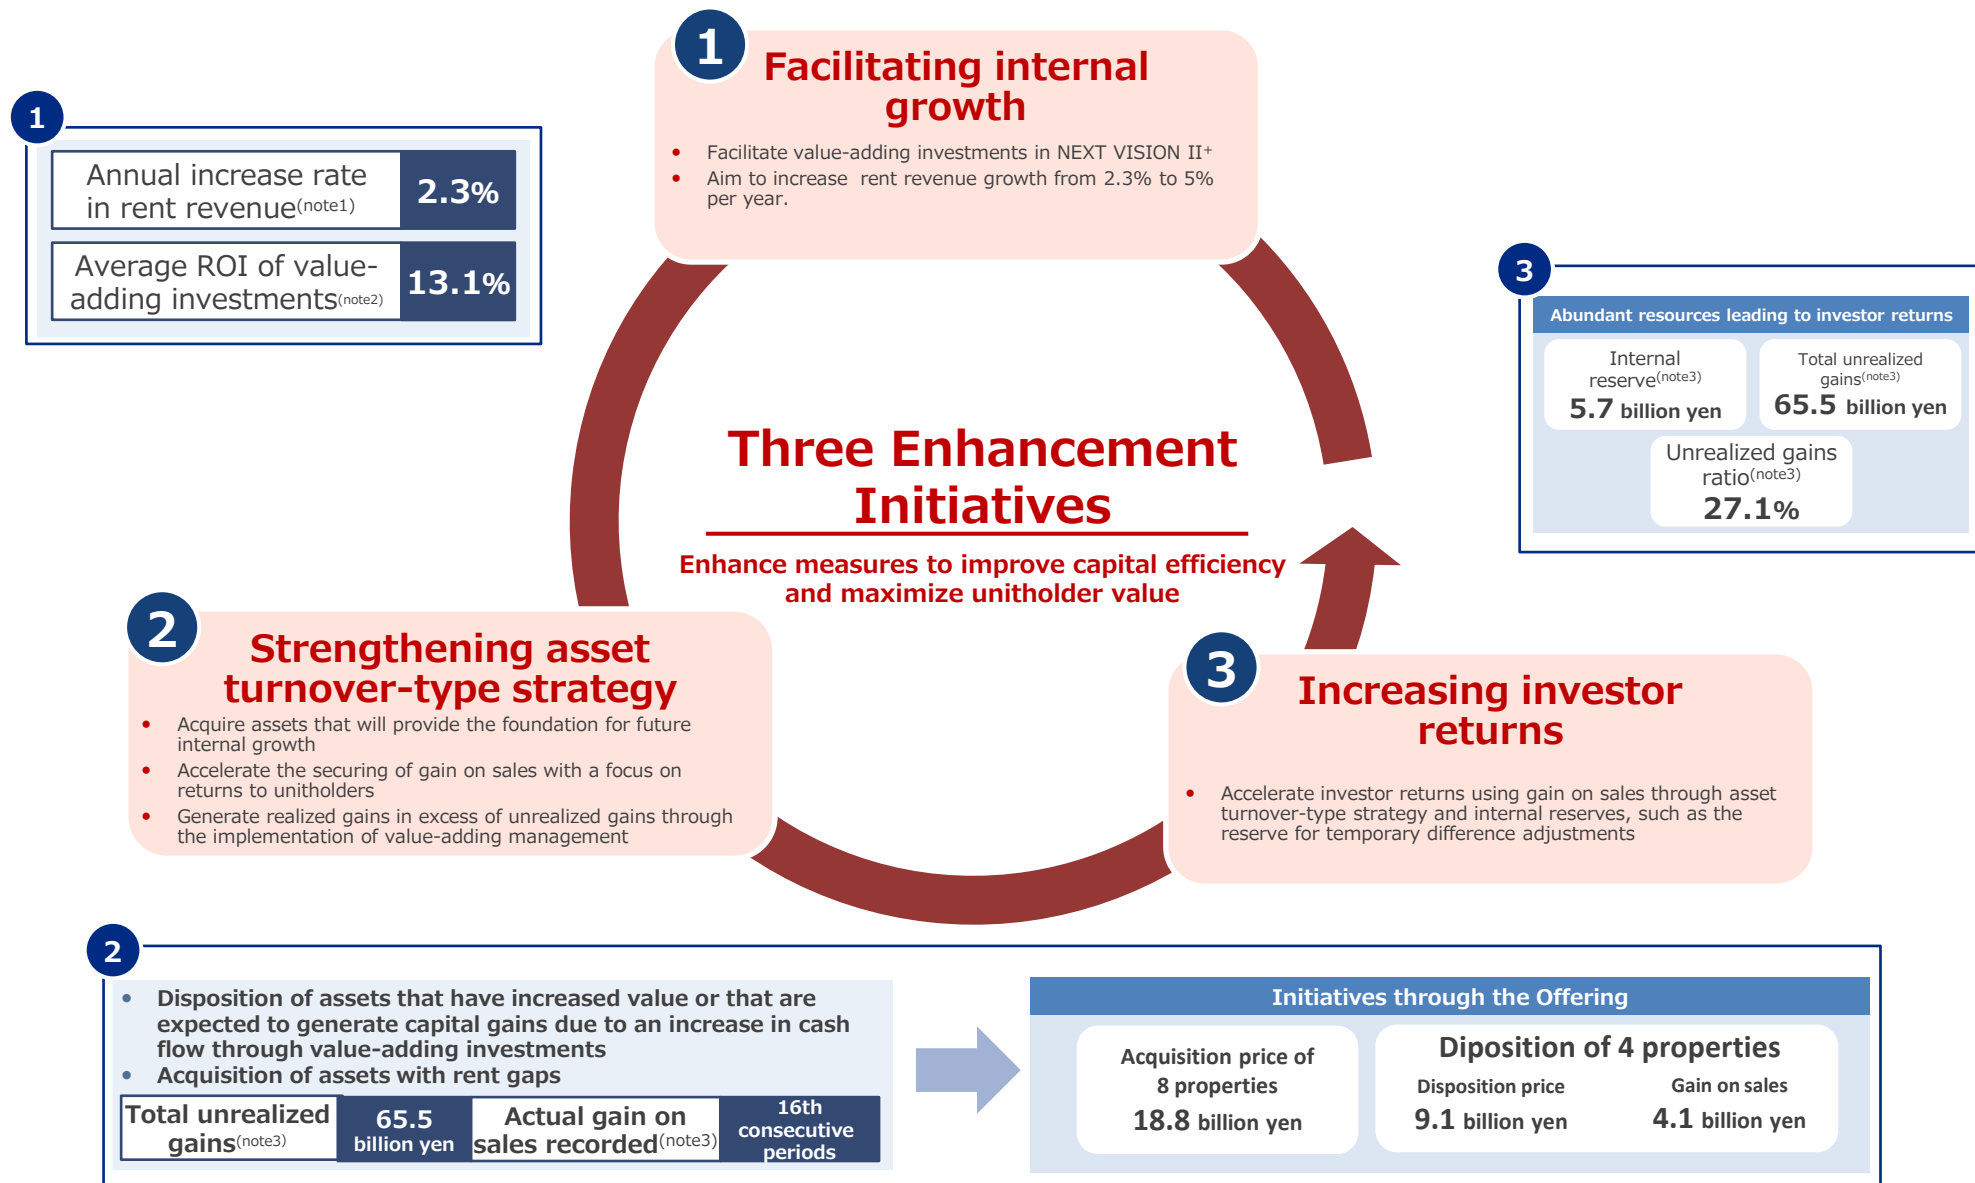 1
Facilitating internal
growth
• Facilitate value-adding investments in NEXT VISION II+
• Aim to increase rent revenue growth from 2.3% to 5%
per year.
1
Annual increase rate
in rent revenue(note1)
2.3%
Average ROI of value-
adding investments(note2)
13.1%
3
Abundant resources leading to investor returns
Internal
reserve(note3)
5.7 billion yen
Total unrealized
gains(note3)
65.5 billion yen
Unrealized gains
ratio(note3)
27.1%
Three Enhancement
Initiatives
Enhance measures to improve capital efficiency
and maximize unitholder value
2
Strengthening asset
turnover-type strategy
• Acquire assets that will provide the foundation for future
internal growth
• Accelerate the securing of gain on sales with a focus on
returns to unitholders
• Generate realized gains in excess of unrealized gains through
the implementation of value-adding management
3
Increasing investor
returns
• Accelerate investor returns using gain on sales through asset
turnover-type strategy and internal reserves, such as the
reserve for temporary difference adjustments
2
• Disposition of assets that have increased value or that are
expected to generate capital gains due to an increase in cash
flow through value-adding investments
• Acquisition of assets with rent gaps
Total unrealized
gains(note3)
65.5
billion yen
Actual gain on
sales recorded(note3)
16th
consecutive
periods
Initiatives through the Offering
Acquisition price of
8 properties
18.8 billion yen
Diposition of 4 properties
Disposition price
9.1 billion yen
Gain on sales
4.1 billion yen